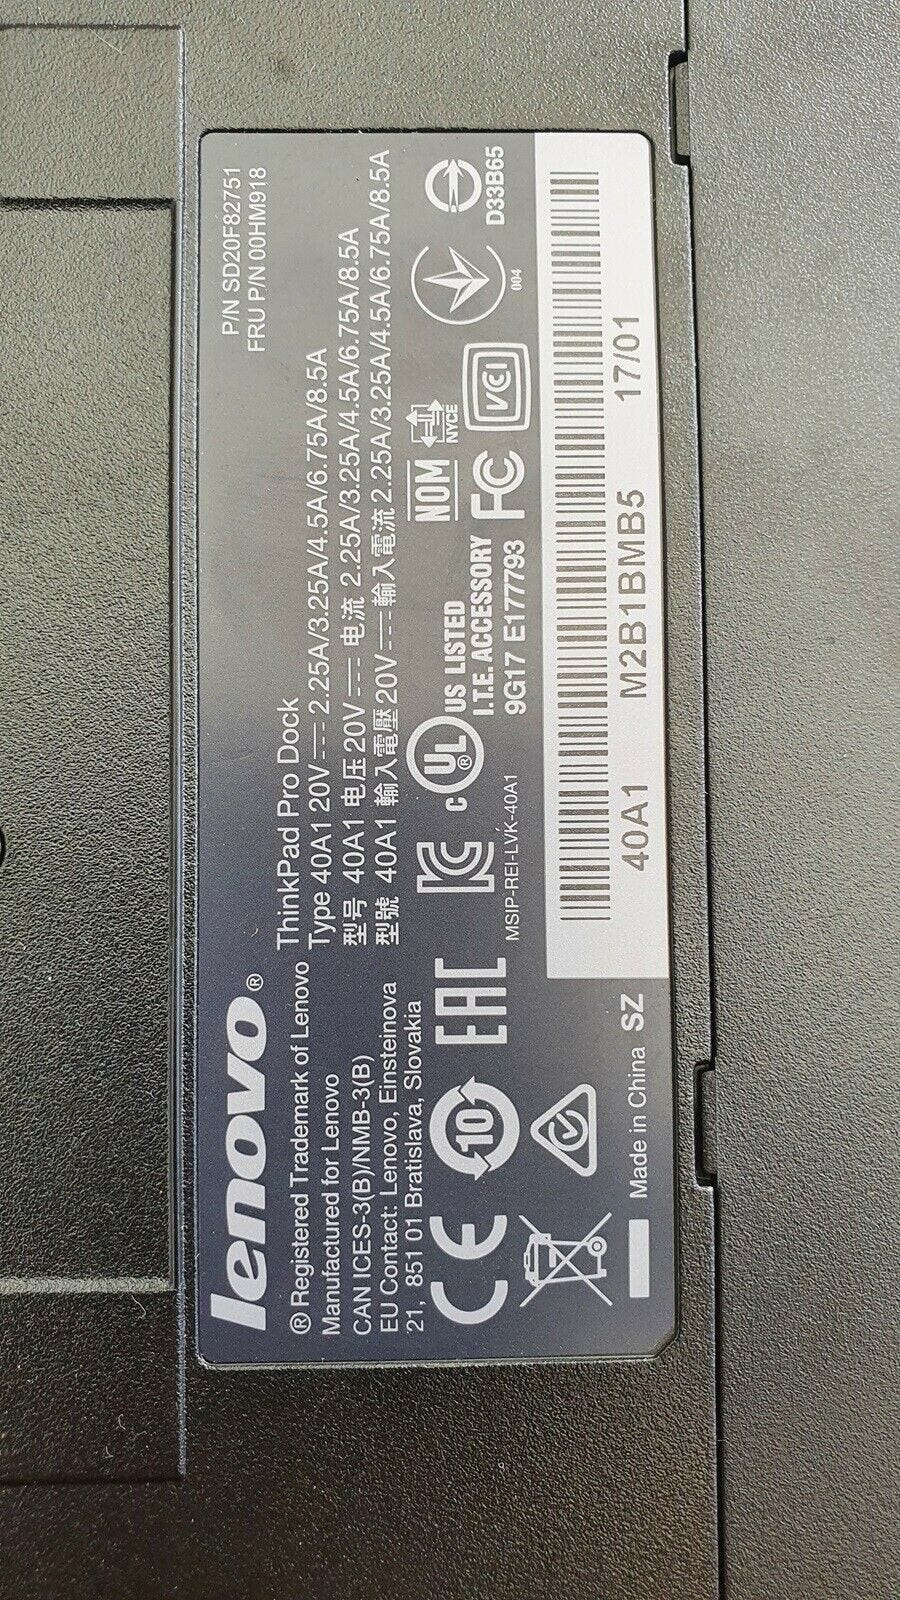 P/N SD20F82751
FRU P/N 00HM918
lenovo®
® Registered Trademark of Lenovo
Manufactured for Lenovo
CAN ICES-3(B)/NMB-3(B)
EU Contact: Lenovo, Einsteinova
21, 851 01 Bratislava, Slovakia
ThinkPad Pro Dock
Type 40A1 20V⎓ 2.25A/3.25A/4.5A/6.75A/8.5A
型号 40A1 电压 20V⎓ 电流 2.25A/3.25A/4.5A/6.75A/8.5A
型號 40A1 輸入電壓 20V⎓ 輸入電流 2.25A/3.25A/4.5A/6.75A/8.5A
CE
10
EAC
MSIP-REI-LVK-40A1
c UL® US LISTED
I.T.E. ACCESSORY
9G17 E177793
NOM
NYCE
FC
VCI
004
D33B65
Made in China SZ
40A1 M2B1BMB5 17/01